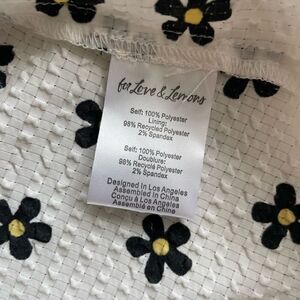 for Love & Lemons
Self: 100% Polyester
Lining:
98% Recycled Polyester
2% Spandex
Self: 100% Polyester
Doublure:
98% Recyclé Polyester
2% Spandex
Designed In Los Angeles
Assembled In China
Conçu à Los Angeles
Assemblé en Chine